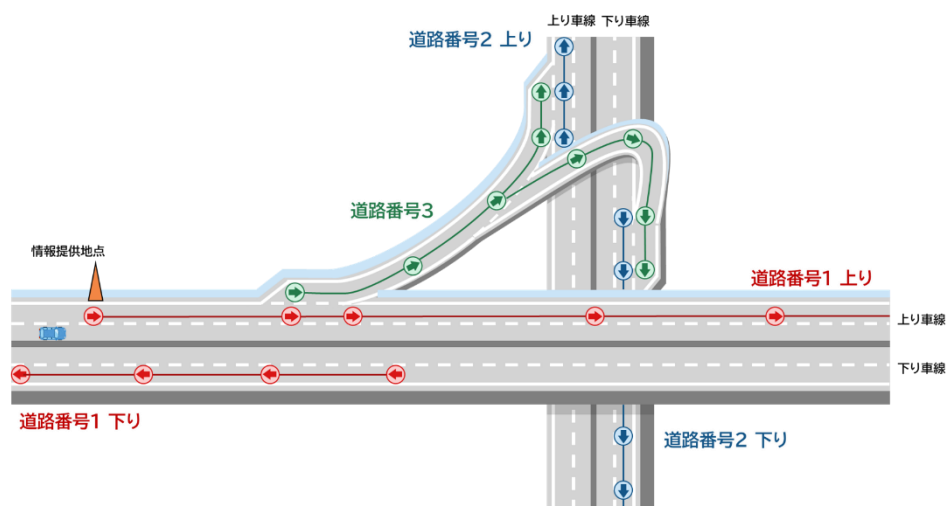 上り車線 下り車線
道路番号2 上り
道路番号3
情報提供地点
道路番号1 上り
上り車線
下り車線
道路番号1 下り
道路番号2 下り